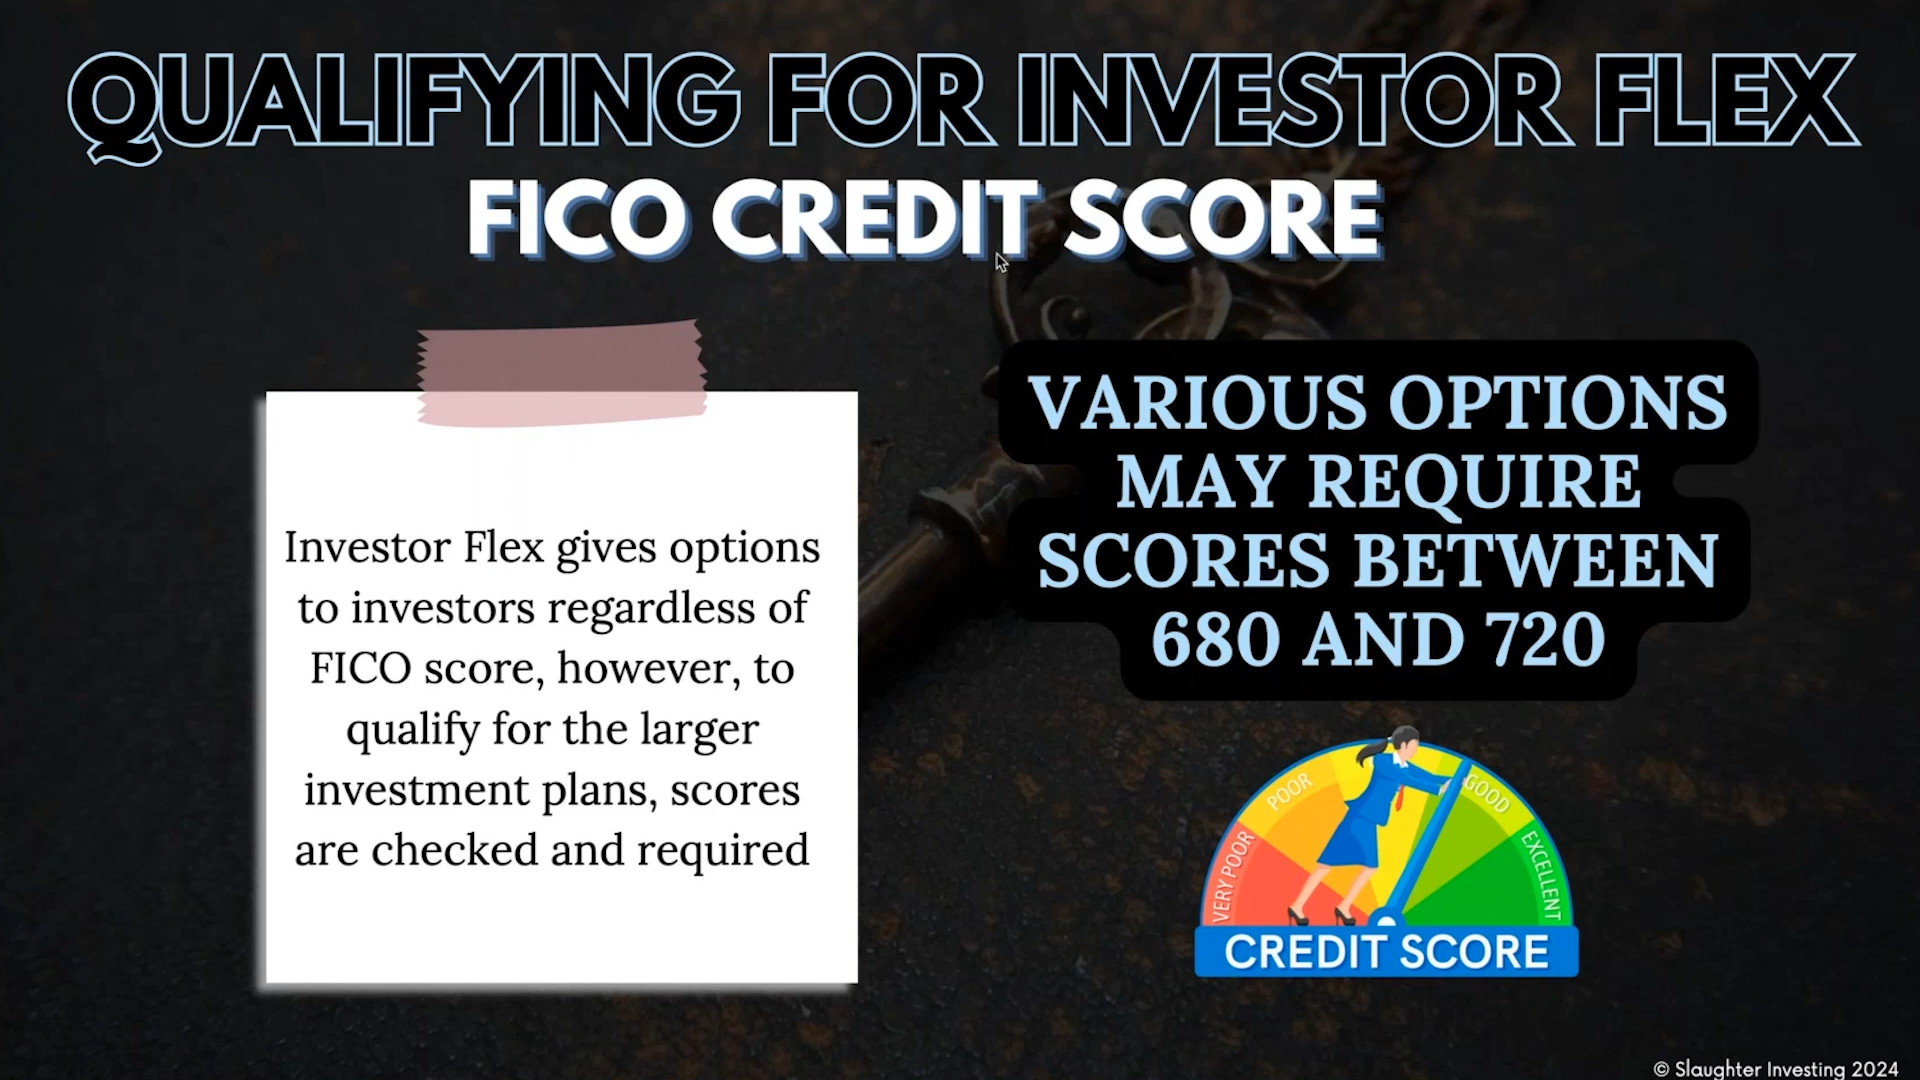 QUALIFYING FOR INVESTOR FLEX
FICO CREDIT SCORE
Investor Flex gives options
to investors regardless of
FICO score, however, to
qualify for the larger
investment plans, scores
are checked and required
VARIOUS OPTIONS
MAY REQUIRE
SCORES BETWEEN
680 AND 720
VERY POOR
POOR
GOOD
EXCELLENT
CREDIT SCORE
© Slaughter Investing 2024